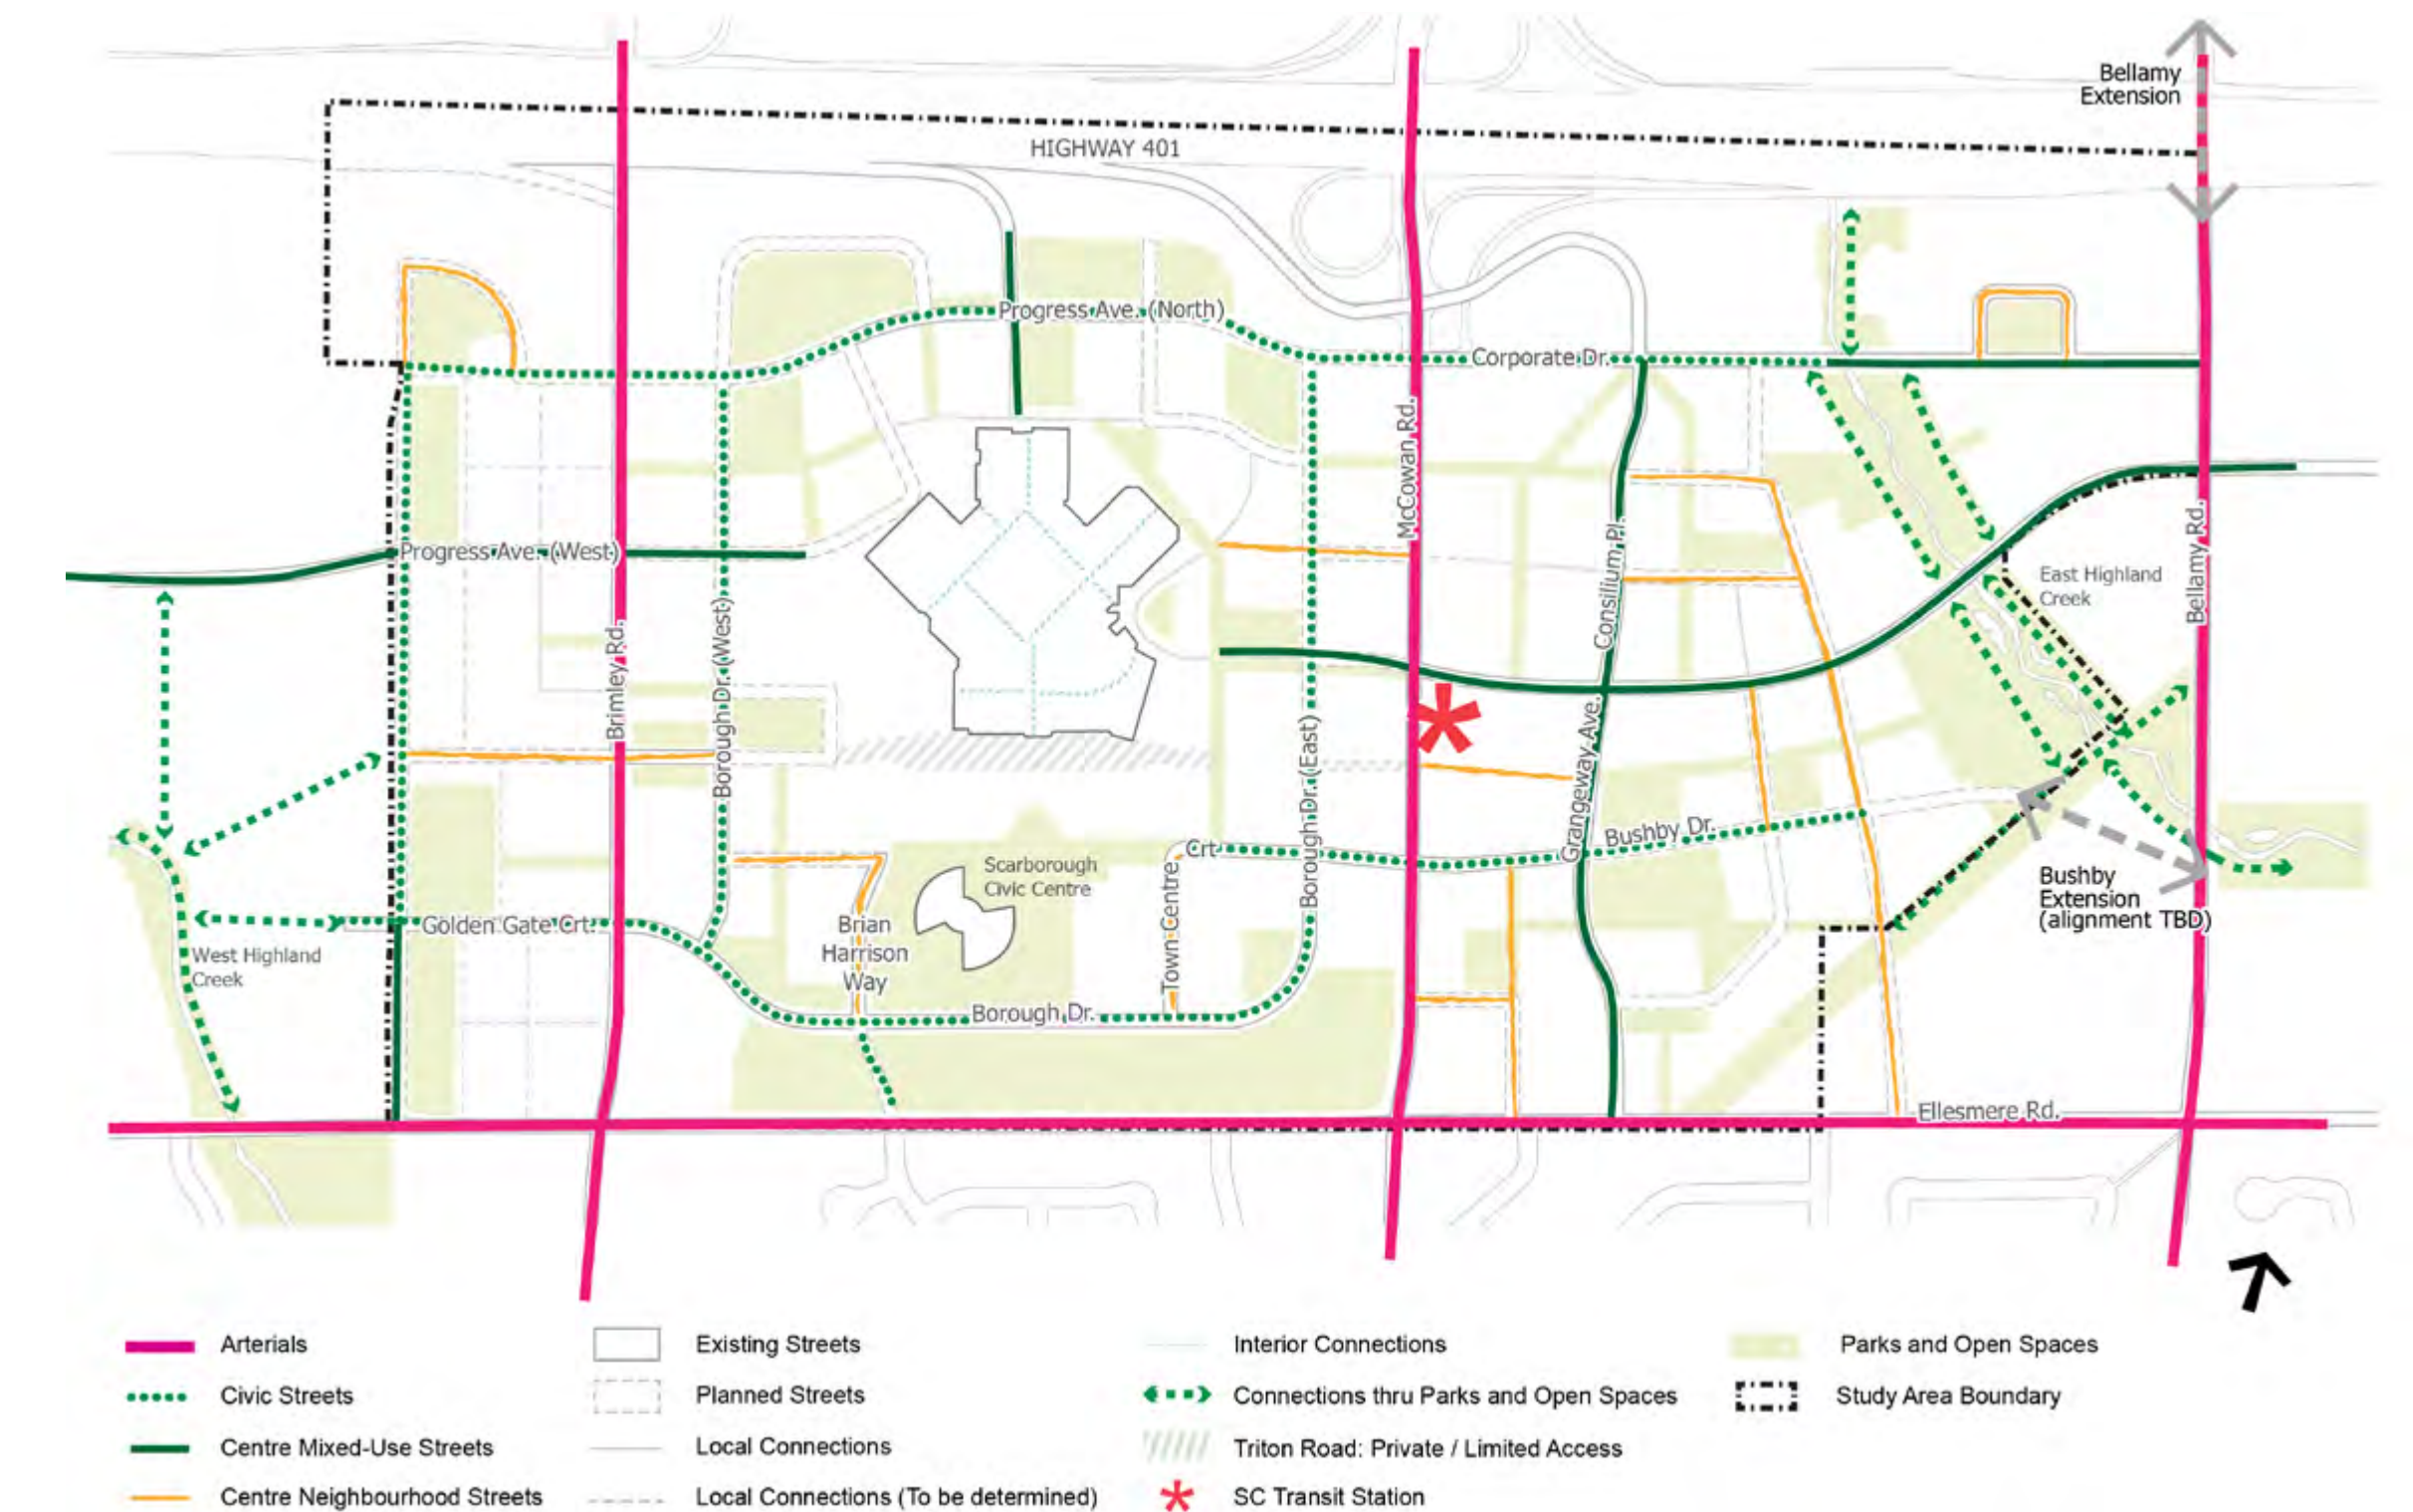 Bellamy
Extension
HIGHWAY 401
Progress Ave. (North)
Corporate Dr.
McCowan Rd.
Progress Ave. (West)
Consilium Pl.
Bellamy Rd.
East Highland
Creek
Brimley Rd.
Borough Dr. (West)
Borough Dr. (East)
Grangeway Ave.
Bushby Dr.
Crt
Town Centre
Scarborough
Civic Centre
Bushby
Extension
(alignment TBD)
Golden Gate Crt.
Brian
Harrison
Way
West Highland
Creek
Borough Dr.
Ellesmere Rd.
Arterials
Existing Streets
Interior Connections
Parks and Open Spaces
Civic Streets
Planned Streets
Connections thru Parks and Open Spaces
Study Area Boundary
Centre Mixed-Use Streets
Local Connections
Triton Road: Private / Limited Access
Centre Neighbourhood Streets
Local Connections (To be determined)
SC Transit Station